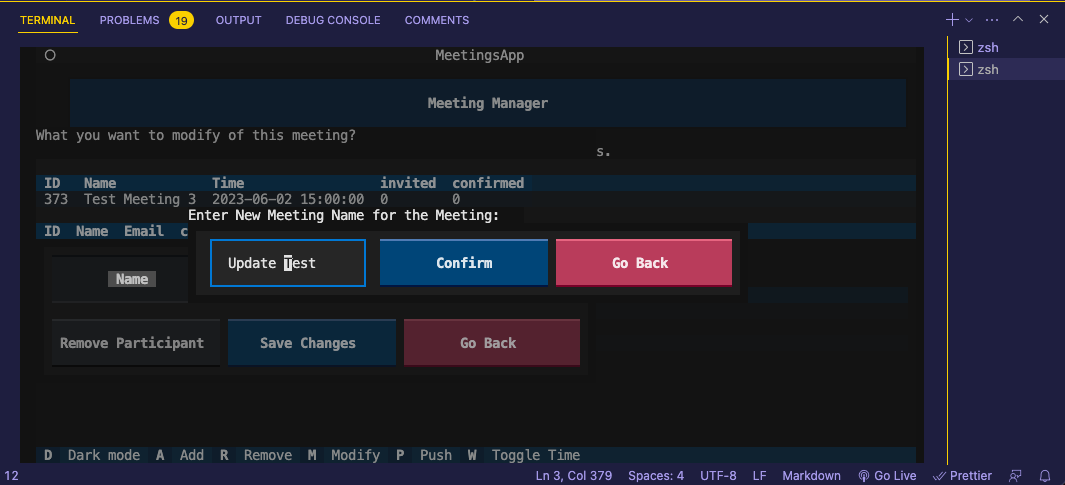 TERMINAL PROBLEMS 19 OUTPUT DEBUG CONSOLE COMMENTS
MeetingsApp
zsh
zsh
Meeting Manager
What you want to modify of this meeting?
s.
ID Name Time invited confirmed
373 Test Meeting 3 2023-06-02 15:00:00 0 0
Enter New Meeting Name for the Meeting:
ID Name Email c
Update Test Confirm Go Back
Name
Remove Participant Save Changes Go Back
D Dark mode A Add R Remove M Modify P Push W Toggle Time
12 Ln 3, Col 379 Spaces: 4 UTF-8 LF Markdown Go Live Prettier